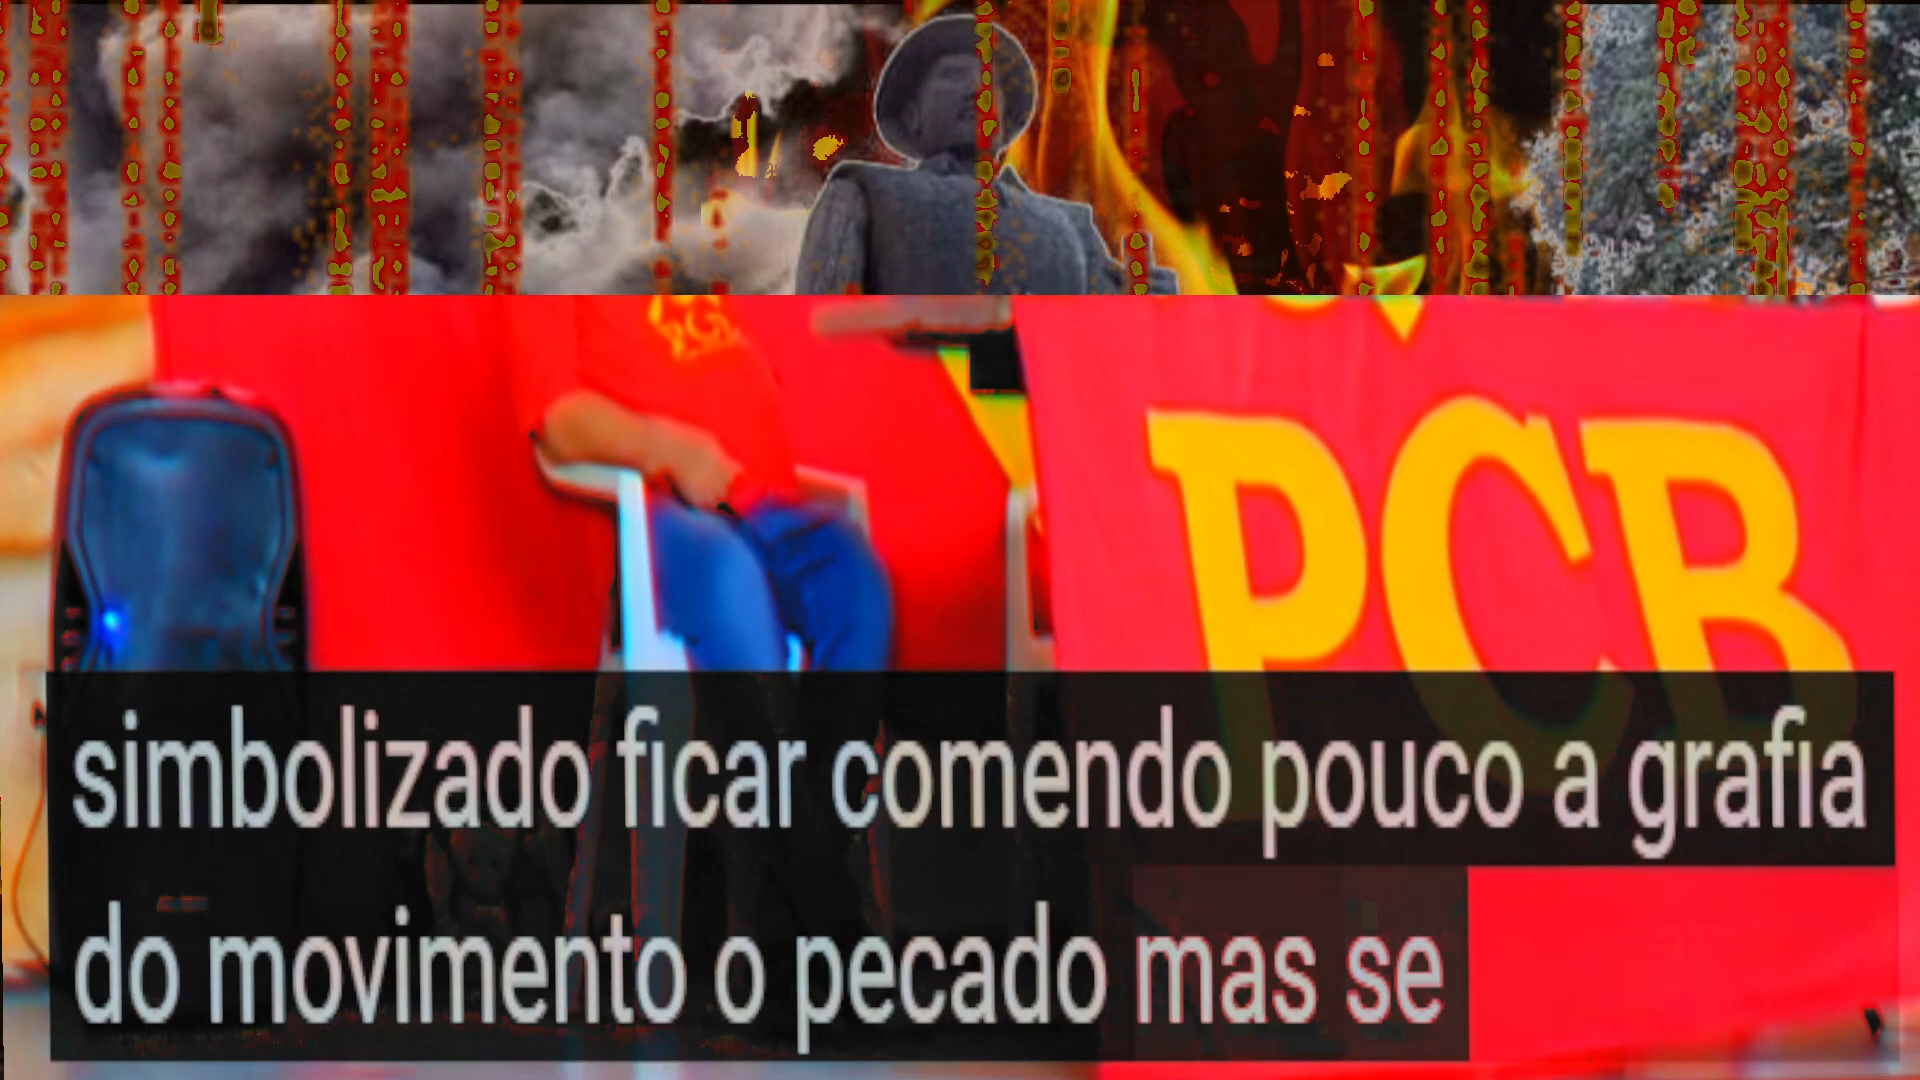 PCB
simbolizado ficar comendo pouco a grafia
do movimento o pecado mas se